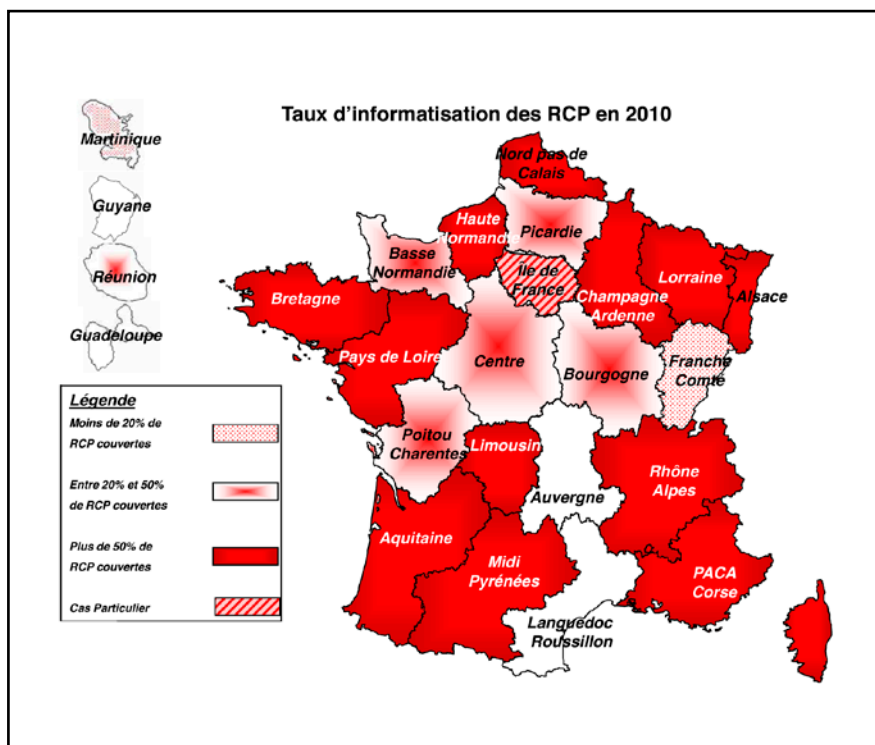 Taux d'informatisation des RCP en 2010
Martinique
Guyane
Réunion
Guadeloupe
Nord pas de
Calais
Haute
Normandie
Picardie
Basse
Normandie
Île de
France
Champagne
Ardenne
Lorraine
Alsace
Bretagne
Pays de Loire
Centre
Bourgogne
Franche
Comté
Poitou
Charentes
Limousin
Auvergne
Rhône
Alpes
Aquitaine
Midi
Pyrénées
PACA
Corse
Languedoc
Roussillon
Légende
Moins de 20% de
RCP couvertes
Entre 20% et 50%
de RCP couvertes
Plus de 50% de
RCP couvertes
Cas Particulier